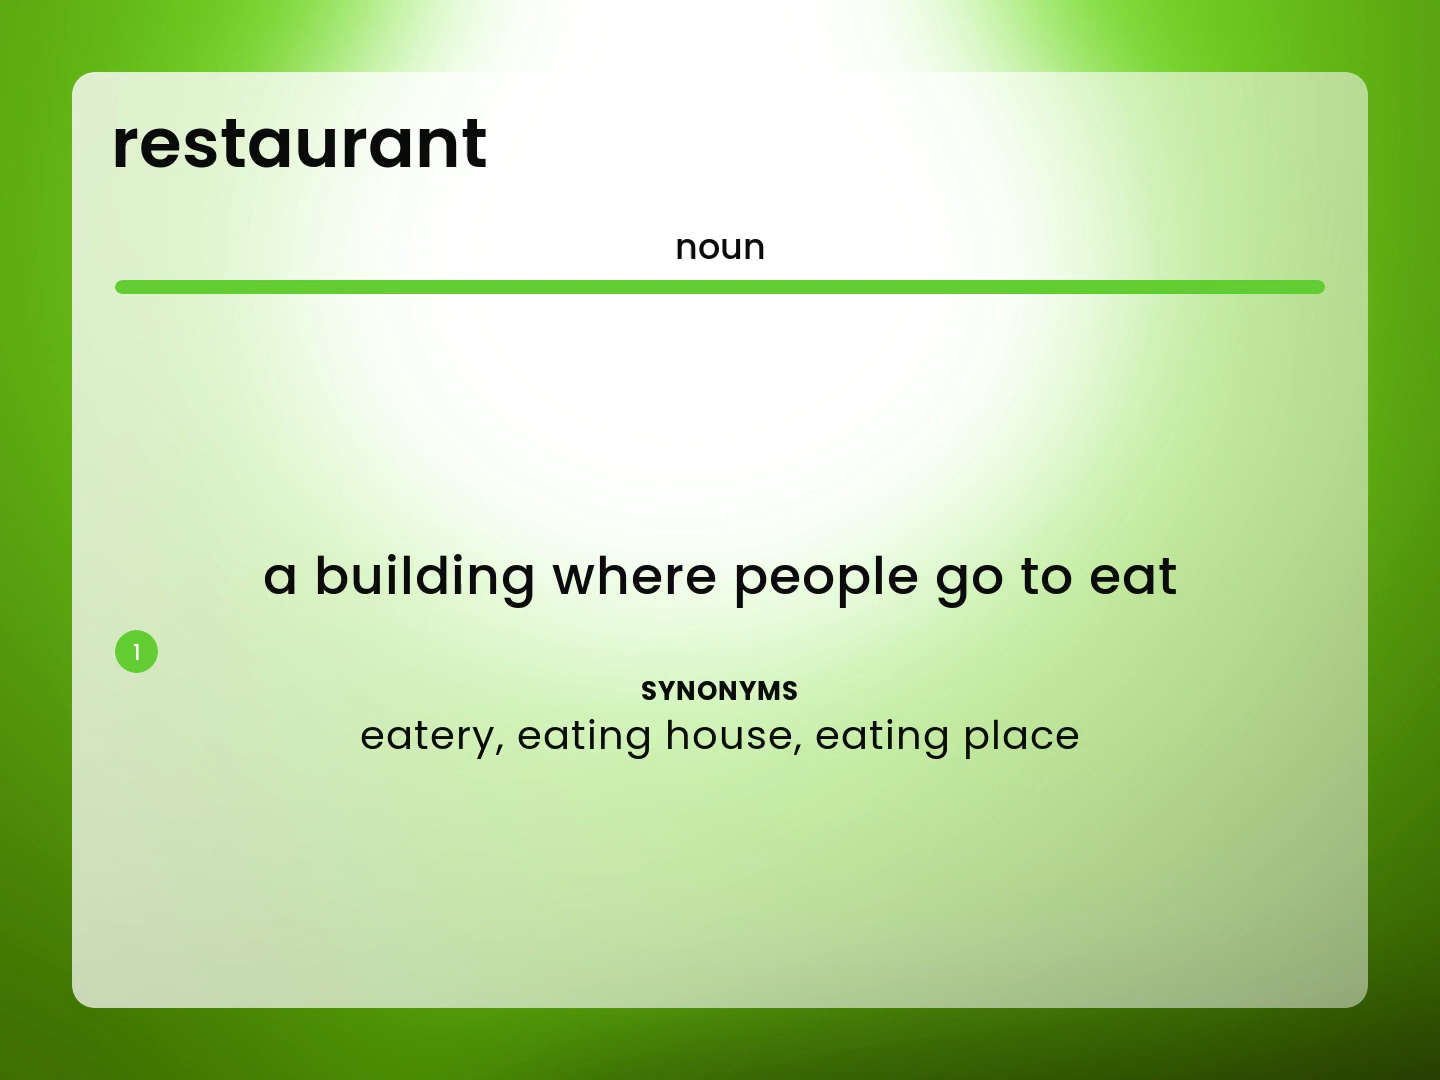 restaurant
noun
a building where people go to eat
1
SYNONYMS
eatery, eating house, eating place